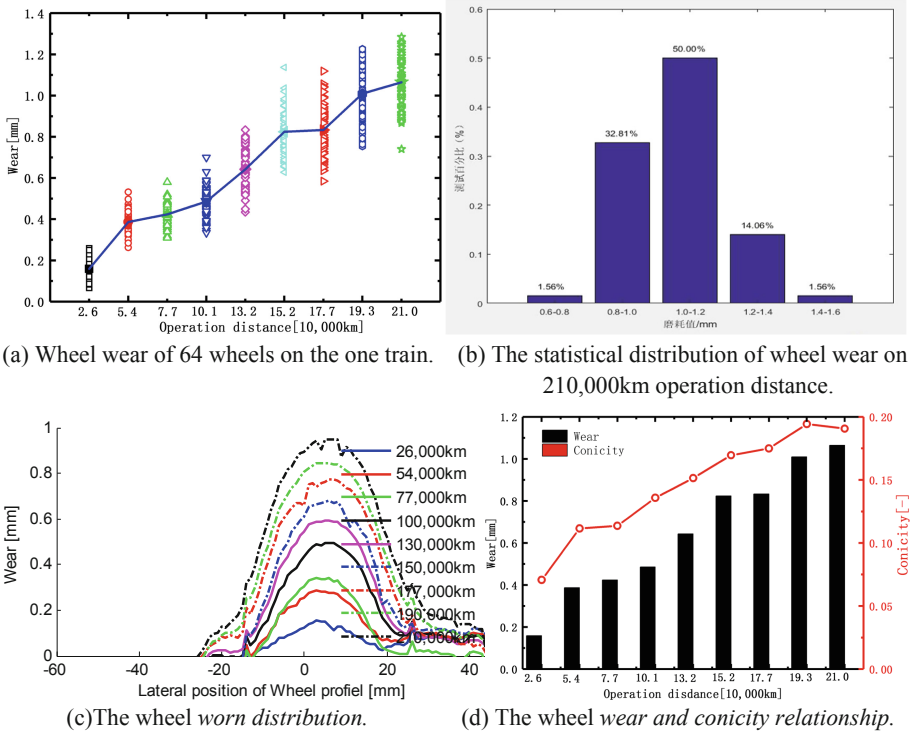 1.4
1.2
1.0
0.8
0.6
0.4
0.2
0.0
Wear[mm]
2.6 5.4 7.7 10.1 13.2 15.2 17.7 19.3 21.0
Operation distance[10,000km]
(a) Wheel wear of 64 wheels on the one train.
0.6
0.5
0.4
0.3
0.2
0.1
0
测试百分比（%）
1.56%
32.81%
50.00%
14.06%
1.56%
0.6-0.8 0.8-1.0 1.0-1.2 1.2-1.4 1.4-1.6
磨耗值/mm
(b) The statistical distribution of wheel wear on
210,000km operation distance.
1
0.8
0.6
0.4
0.2
0
Wear [mm]
26,000km
54,000km
77,000km
100,000km
130,000km
150,000km
177,000km
190,000km
210,000km
-60 -40 -20 0 20 40
Lateral position of Wheel profiel [mm]
(c)The wheel worn distribution.
1.2
1.0
0.8
0.6
0.4
0.2
0.0
Wear[mm]
Wear
Conicity
0.20
0.15
0.10
0.05
0.00
Conicity[-]
2.6 5.4 7.7 10.1 13.2 15.2 17.7 19.3 21.0
Operation disdance[10,000km]
(d) The wheel wear and conicity relationship.